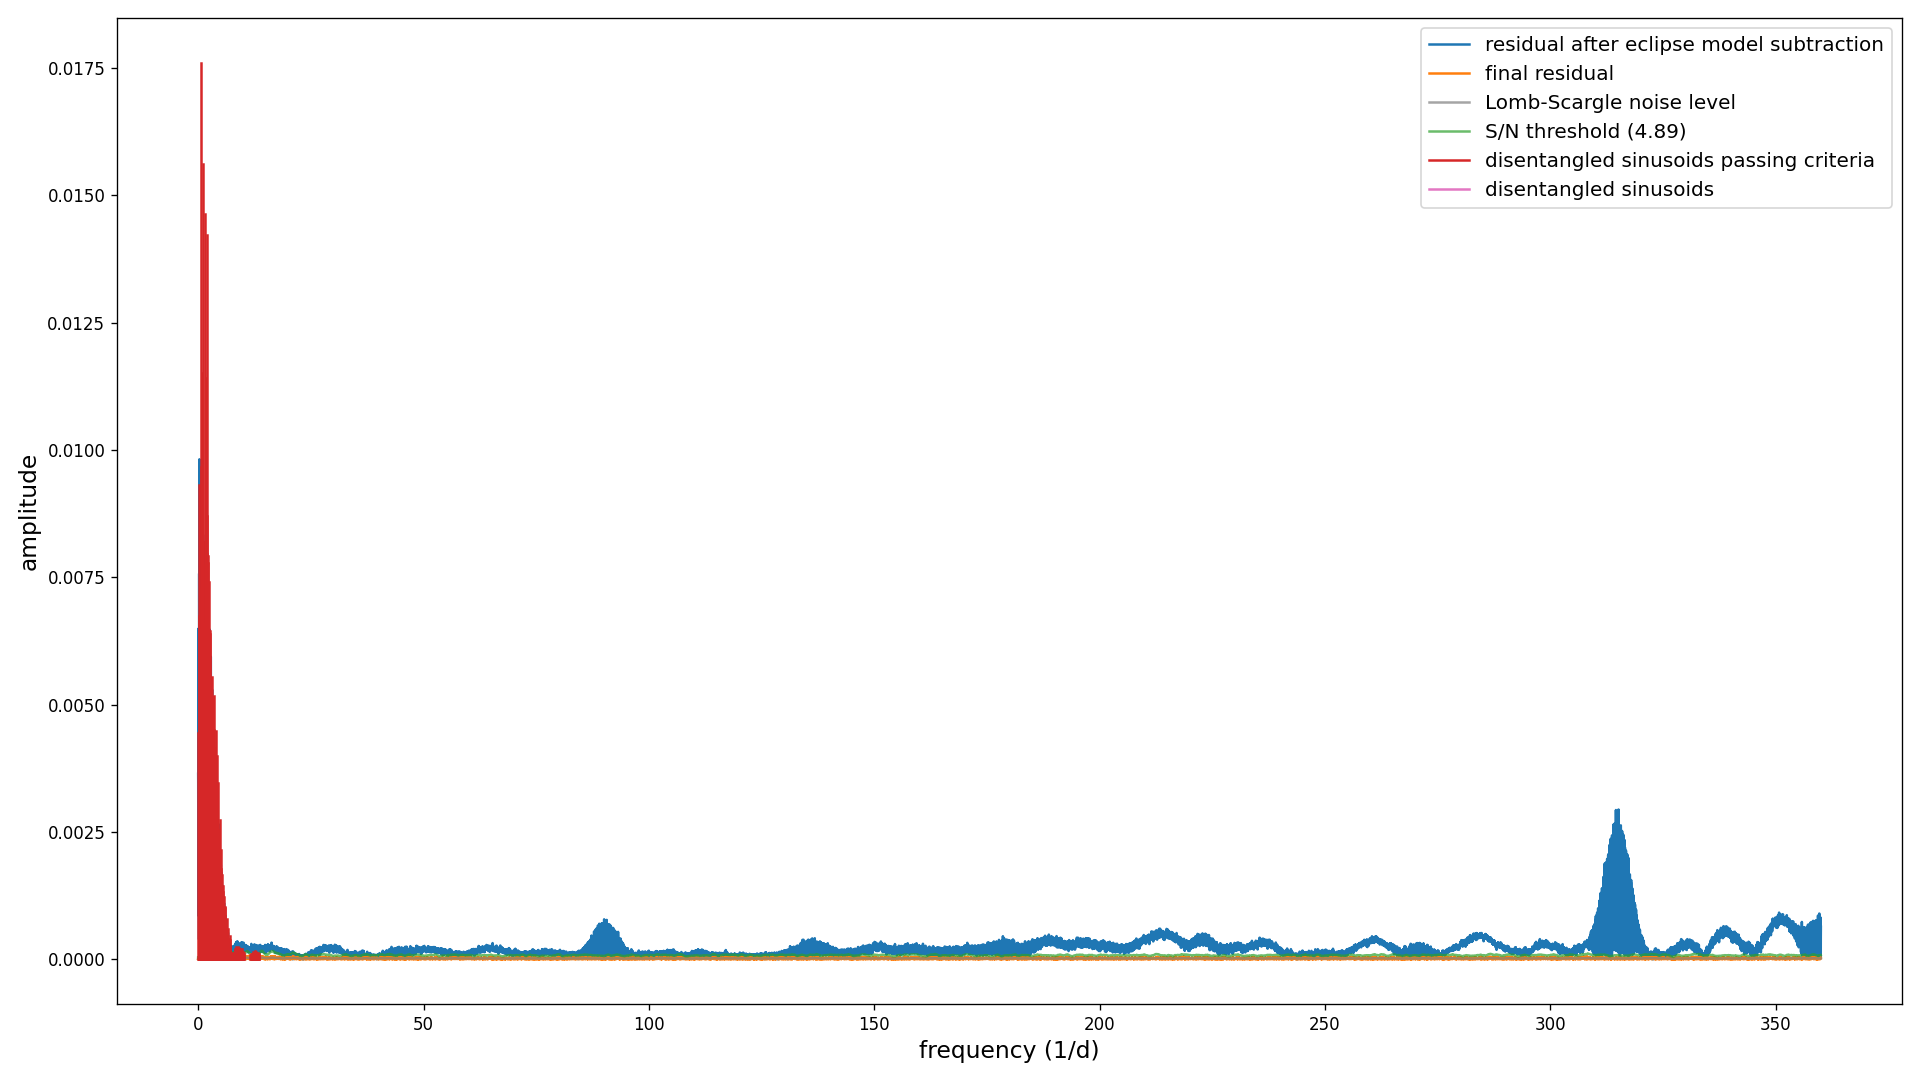 residual after eclipse model subtraction
final residual
Lomb-Scargle noise level
S/N threshold (4.89)
disentangled sinusoids passing criteria
disentangled sinusoids
0.0175
0.0150
0.0125
0.0100
0.0075
0.0050
0.0025
0.0000
amplitude
0 50 100 150 200 250 300 350
frequency (1/d)